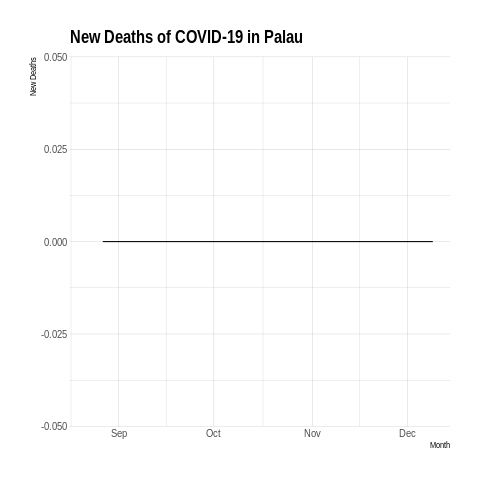 New Deaths of COVID-19 in Palau
New Deaths
0.050
0.025
0.000
-0.025
-0.050
Sep Oct Nov Dec
Month